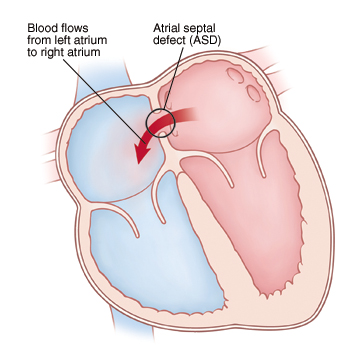 Blood flows
from left atrium
to right atrium
Atrial septal
defect (ASD)